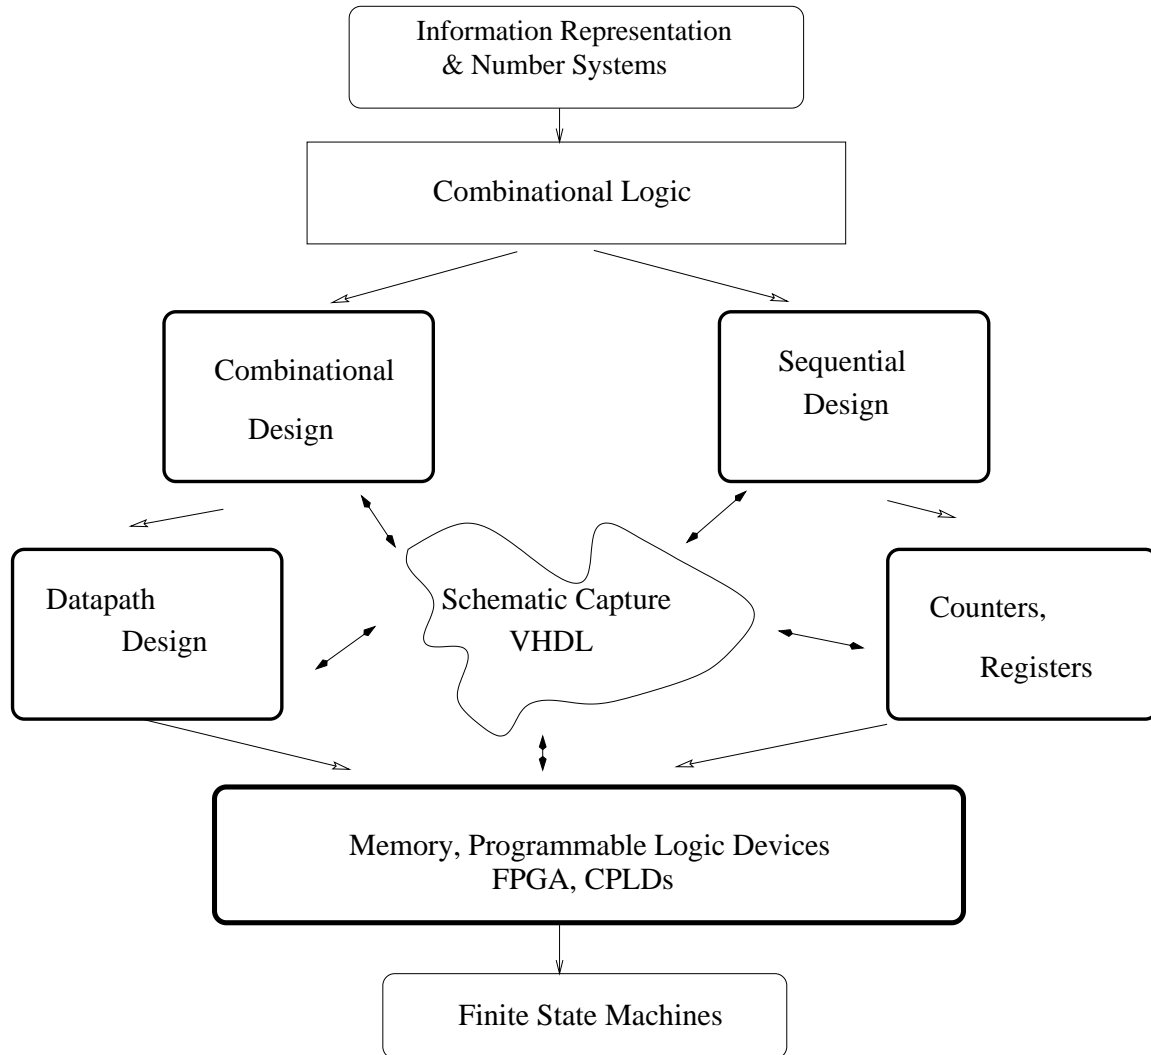 Information Representation
& Number Systems
Combinational Logic
Combinational
Design
Sequential
Design
Datapath
Design
Schematic Capture
VHDL
Counters,
Registers
Memory, Programmable Logic Devices
FPGA, CPLDs
Finite State Machines